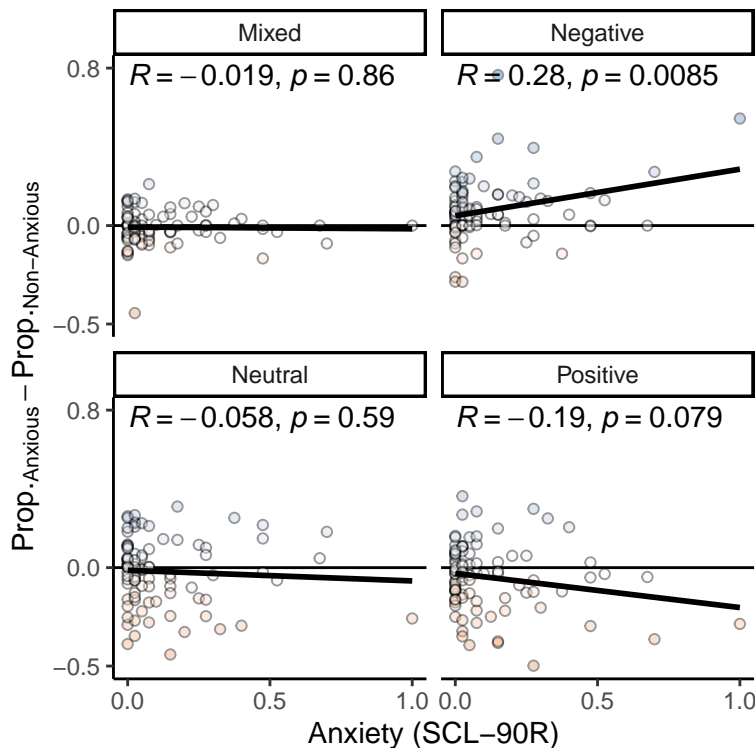 Mixed Negative
R = −0.019, p = 0.86 R = 0.28, p = 0.0085
0.8
0.0
−0.5
Neutral Positive
R = −0.058, p = 0.59 R = −0.19, p = 0.079
0.8
0.0
−0.5
0.0 0.5 1.0 0.0 0.5 1.0
Anxiety (SCL−90R)
Prop.Anxious − Prop.Non−Anxious